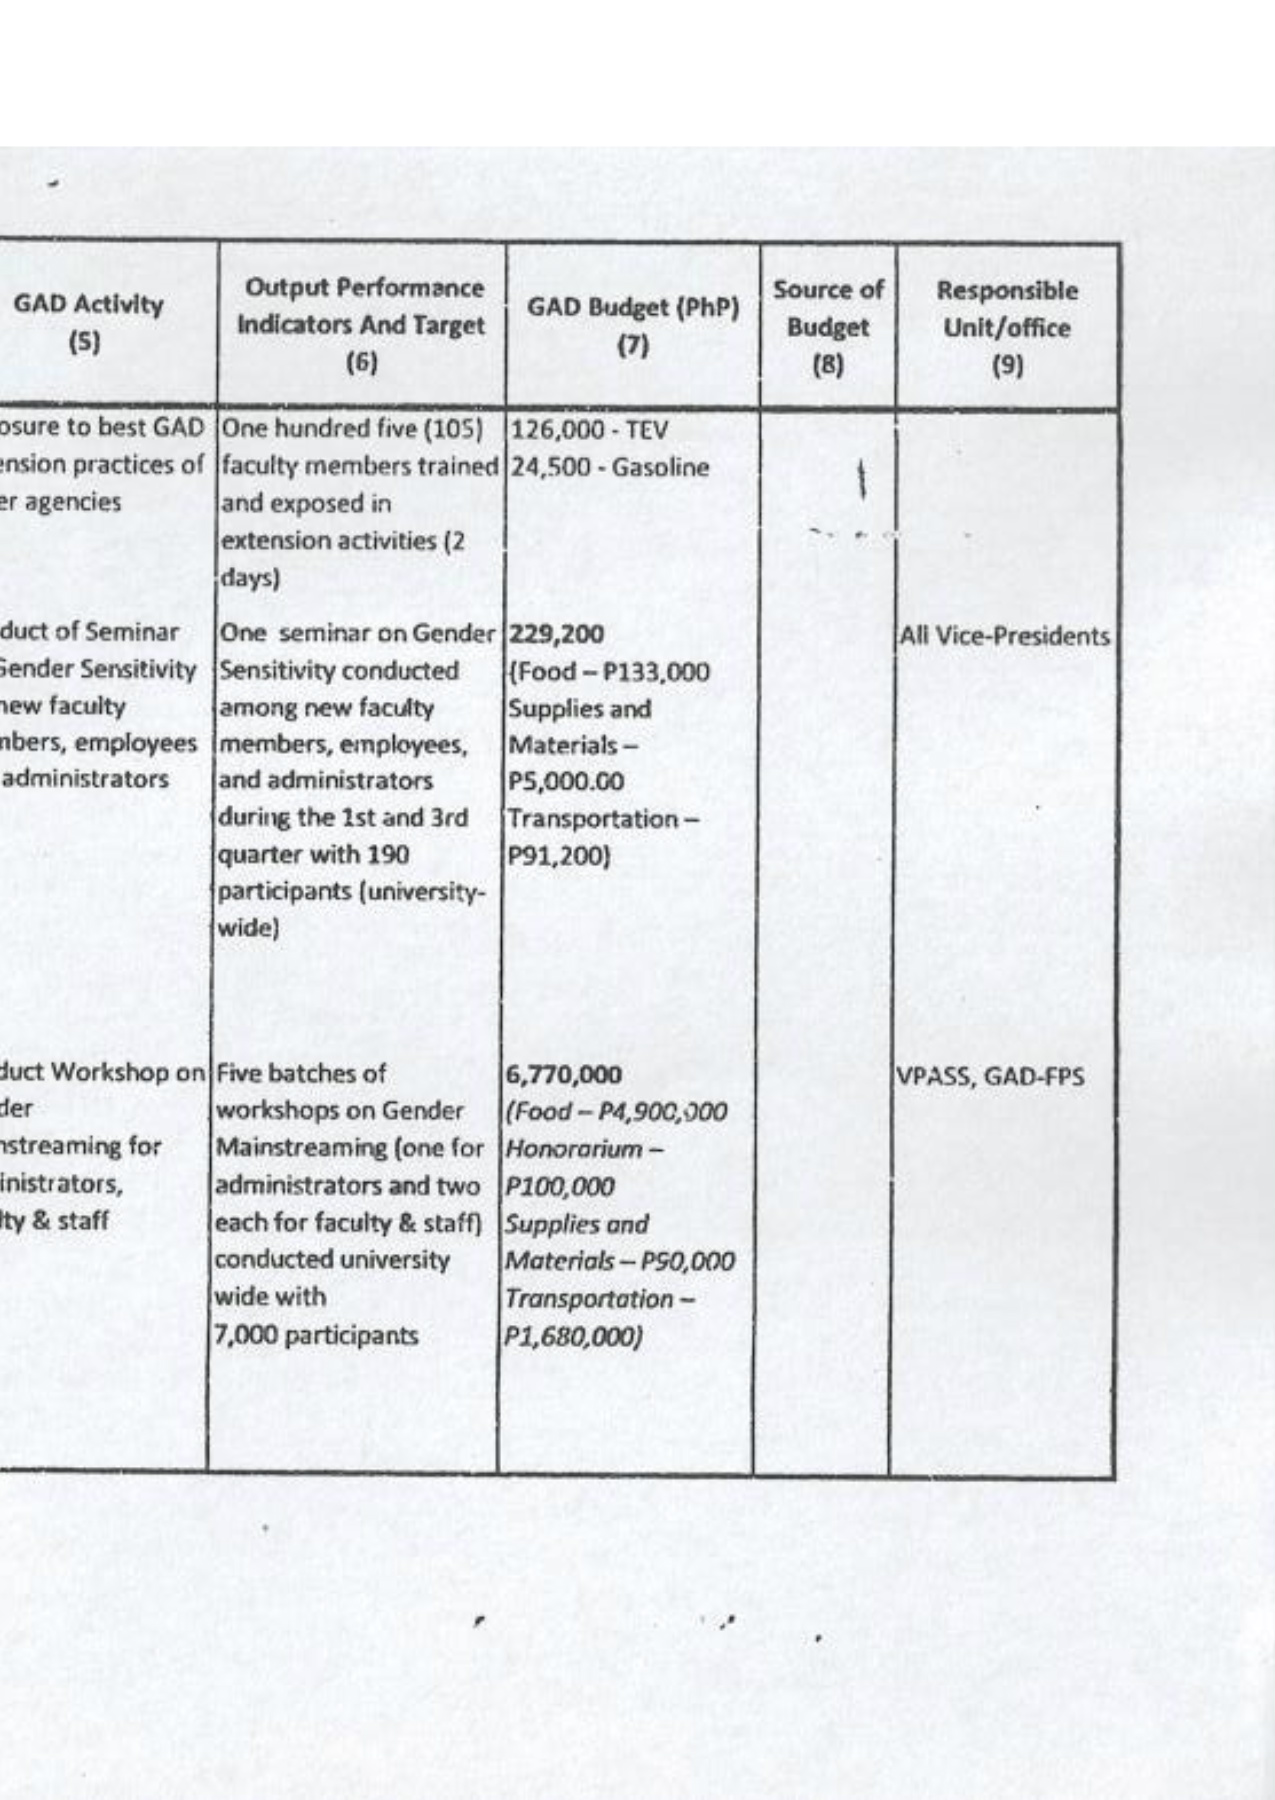 GAD Activity
(5)
Output Performance
Indicators And Target
(6)
GAD Budget (PhP)
(7)
Source of
Budget
(8)
Responsible
Unit/office
(9)
osure to best GAD
ension practices of
er agencies
One hundred five (105)
faculty members trained
and exposed in
extension activities (2
days)
126,000 - TEV
24,500 - Gasoline
duct of Seminar
Gender Sensitivity
new faculty
nbers, employees
administrators
One seminar on Gender
Sensitivity conducted
among new faculty
members, employees,
and administrators
during the 1st and 3rd
quarter with 190
participants (university-
wide)
229,200
(Food – P133,000
Supplies and
Materials –
P5,000.00
Transportation –
P91,200)
All Vice-Presidents
duct Workshop on
der
nstreaming for
inistrators,
lty & staff
Five batches of
workshops on Gender
Mainstreaming (one for
administrators and two
each for faculty & staff)
conducted university
wide with
7,000 participants
6,770,000
(Food – P4,900,000
Honorarium –
P100,000
Supplies and
Materials – P90,000
Transportation –
P1,680,000)
VPASS, GAD-FPS